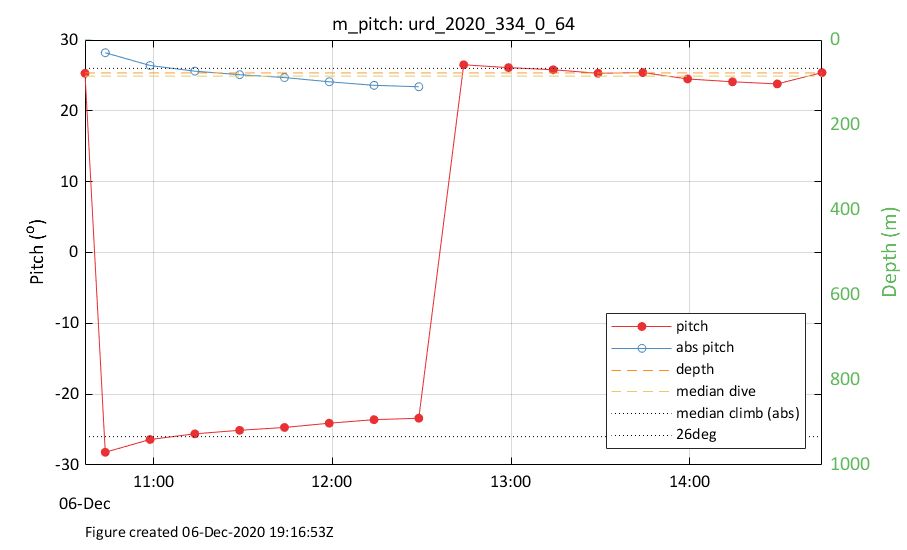 m_pitch: urd_2020_334_0_64
30
20
10
0
-10
-20
-30
Pitch (°)
0
200
400
600
800
1000
Depth (m)
pitch
abs pitch
depth
median dive
median climb (abs)
26deg
11:00
12:00
13:00
14:00
06-Dec
Figure created 06-Dec-2020 19:16:53Z